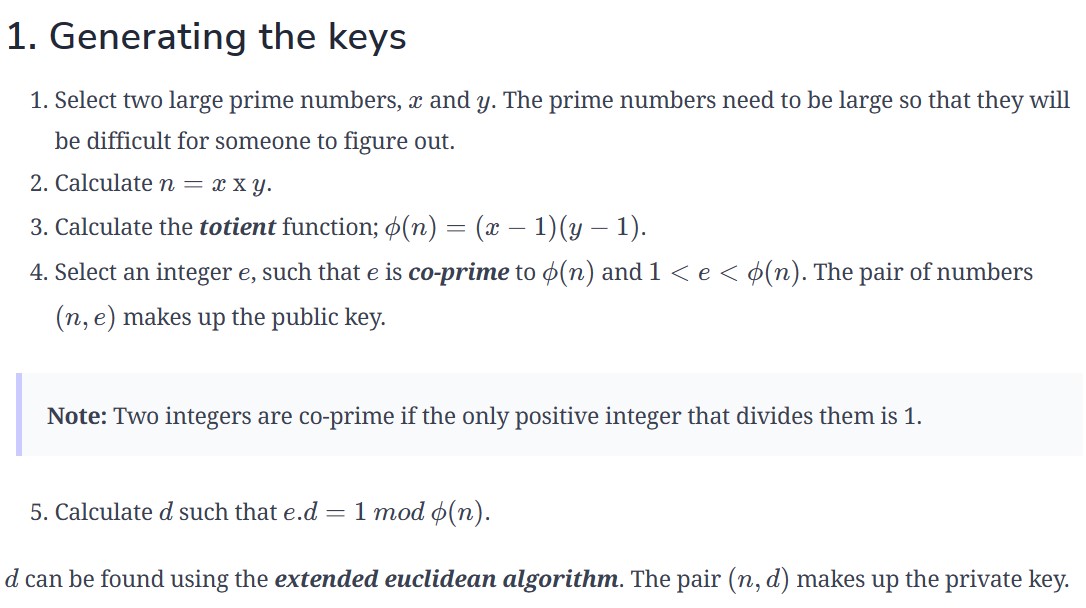 1. Generating the keys
1. Select two large prime numbers, x and y. The prime numbers need to be large so that they will
be difficult for someone to figure out.
2. Calculate n = x x y.
3. Calculate the totient function; ϕ(n) = (x − 1)(y − 1).
4. Select an integer e, such that e is co-prime to ϕ(n) and 1 < e < ϕ(n). The pair of numbers
(n, e) makes up the public key.
Note: Two integers are co-prime if the only positive integer that divides them is 1.
5. Calculate d such that e.d = 1 mod ϕ(n).
d can be found using the extended euclidean algorithm. The pair (n, d) makes up the private key.